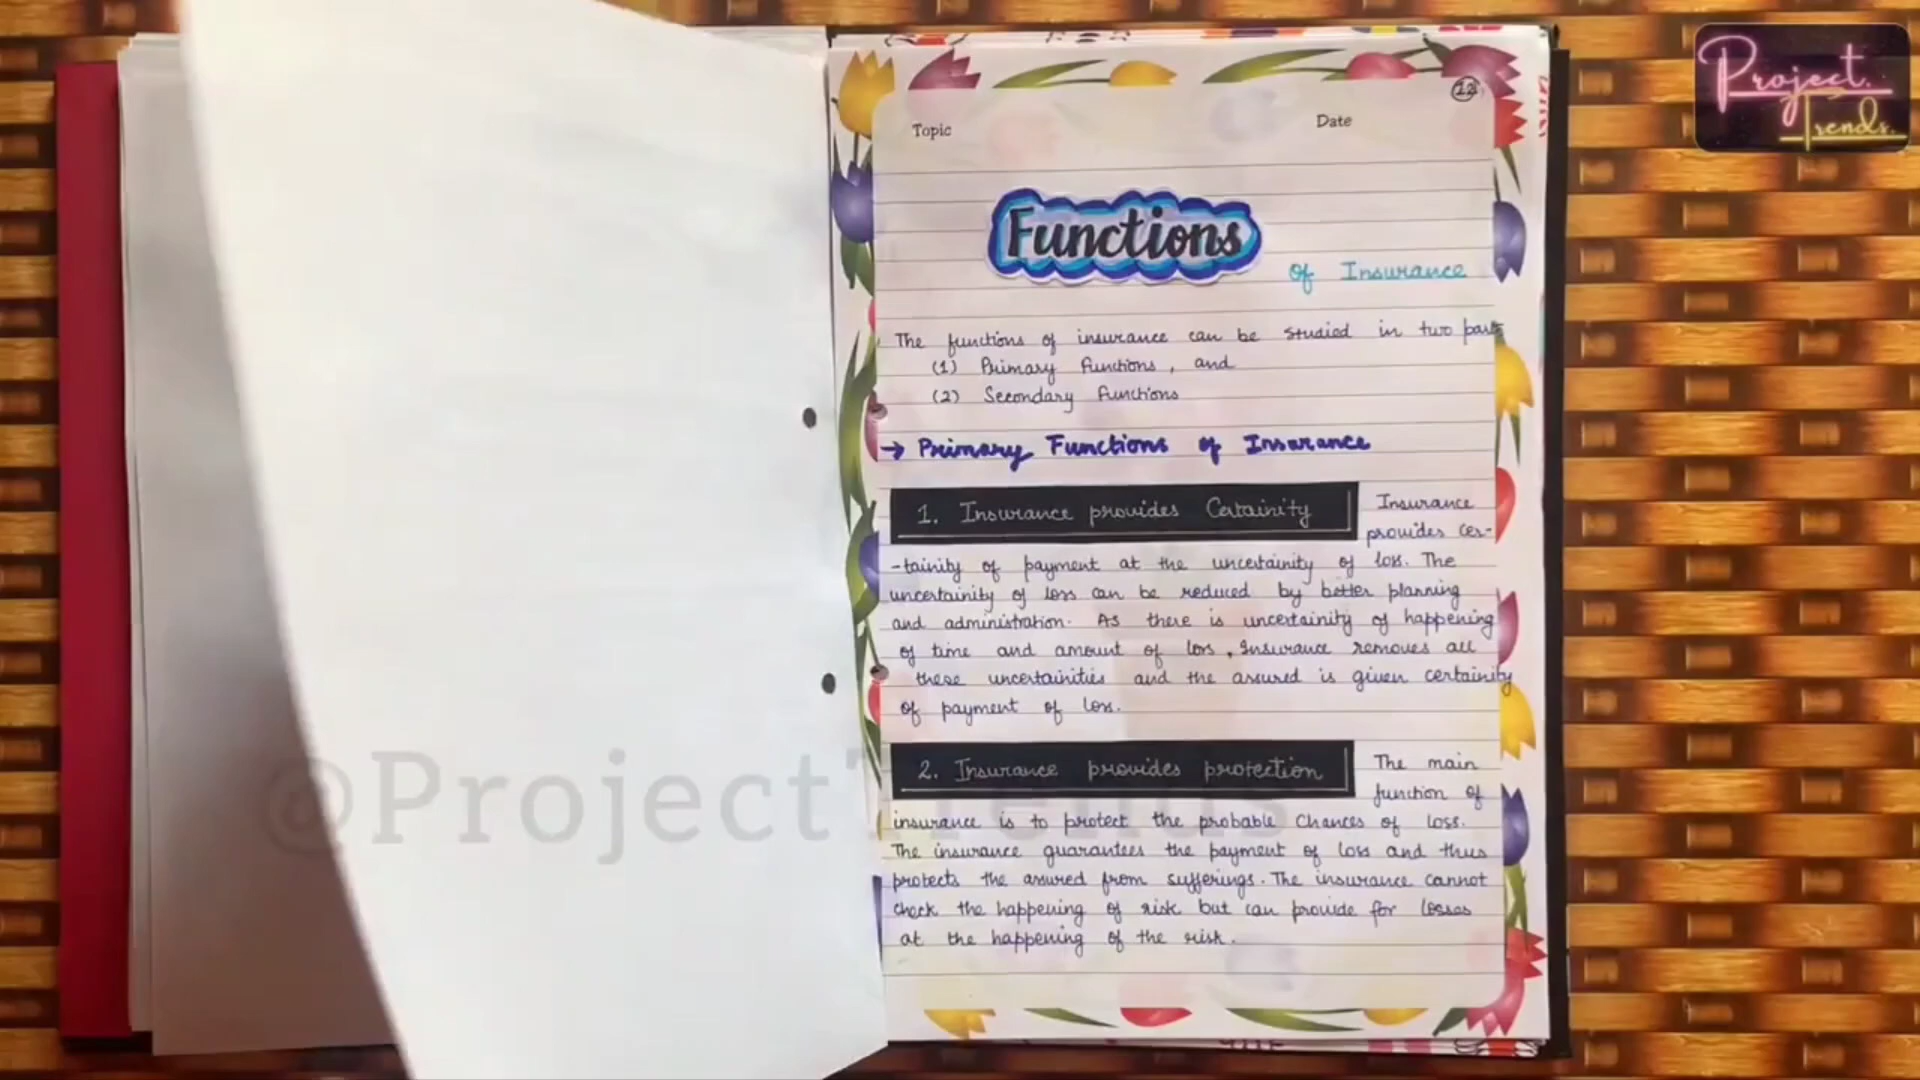 Project.
Trends.
12
Topic
Date
Functions
of Insurance
The functions of insurance can be studied in two parts
(1) Primary functions, and
(2) Secondary functions
→ Primary Functions of Insurance
1. Insurance provides Certainity
Insurance
provides cer-
-tainity of payment at the uncertainity of loss. The
uncertainity of loss can be reduced by better planning
and administration. As there is uncertainity of happening
of time and amount of loss, Insurance removes all
these uncertainities and the assured is given certainity
of payment of loss.
2. Insurance provides protection
The main
function of
insurance is to protect the probable chances of loss.
The insurance guarantees the payment of loss and thus
protects the assured from sufferings. The insurance cannot
check the happening of risk but can provide for losses
at the happening of the risk.
@ProjectTrends